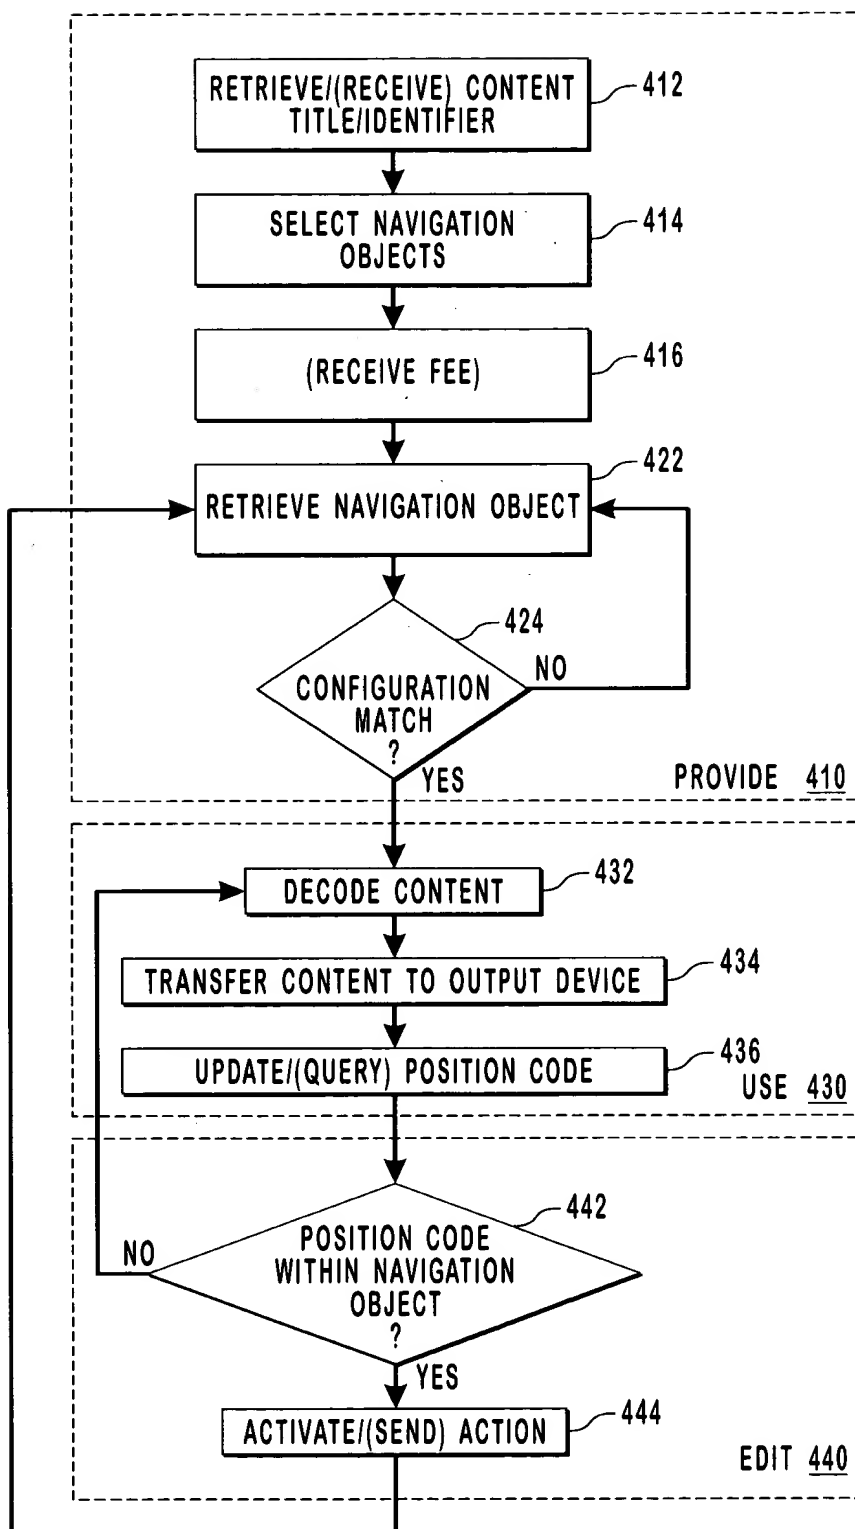 RETRIEVE/(RECEIVE) CONTENT
TITLE/IDENTIFIER
412
SELECT NAVIGATION
OBJECTS
414
(RECEIVE FEE)
416
422
RETRIEVE NAVIGATION OBJECT
424
CONFIGURATION
MATCH
?
NO
YES
PROVIDE 410
DECODE CONTENT
432
TRANSFER CONTENT TO OUTPUT DEVICE
434
UPDATE/(QUERY) POSITION CODE
436
USE 430
442
POSITION CODE
WITHIN NAVIGATION
OBJECT
?
NO
YES
ACTIVATE/(SEND) ACTION
444
EDIT 440